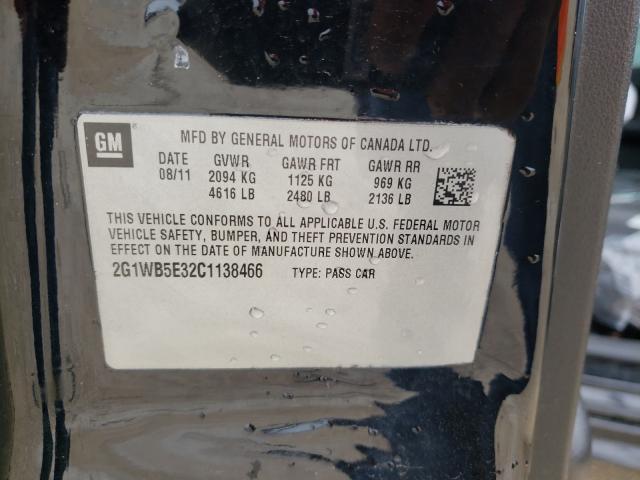 GM
MFD BY GENERAL MOTORS OF CANADA LTD.
DATE GVWR GAWR FRT GAWR RR
08/11 2094 KG 1125 KG 969 KG
4616 LB 2480 LB 2136 LB
THIS VEHICLE CONFORMS TO ALL APPLICABLE U.S. FEDERAL MOTOR
VEHICLE SAFETY, BUMPER, AND THEFT PREVENTION STANDARDS IN
EFFECT ON THE DATE OF MANUFACTURE SHOWN ABOVE.
2G1WB5E32C1138466 TYPE: PASS CAR